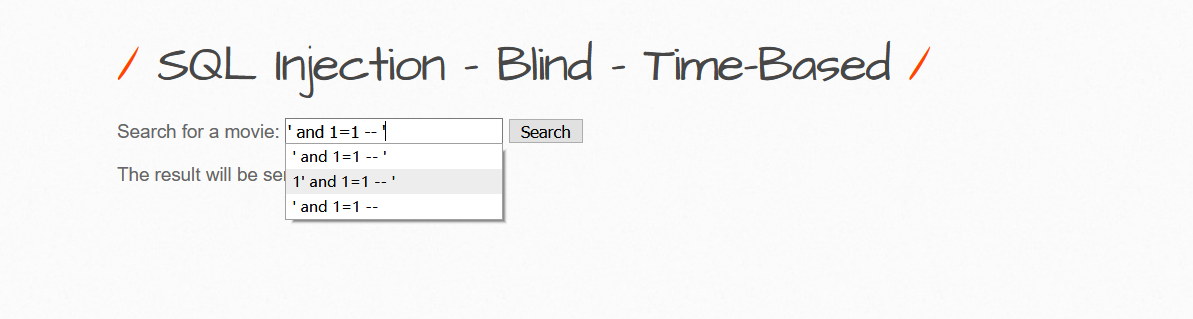 / SQL Injection - Blind - Time-Based /
Search for a movie: ' and 1=1 -- ' Search
' and 1=1 -- '
The result will be
1' and 1=1 -- '
' and 1=1 --